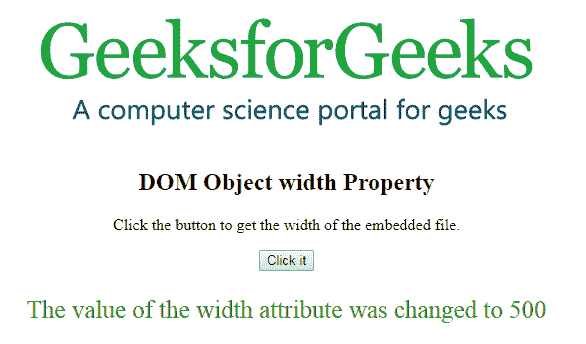 GeeksforGeeks
A computer science portal for geeks
DOM Object width Property
Click the button to get the width of the embedded file.
Click it
The value of the width attribute was changed to 500